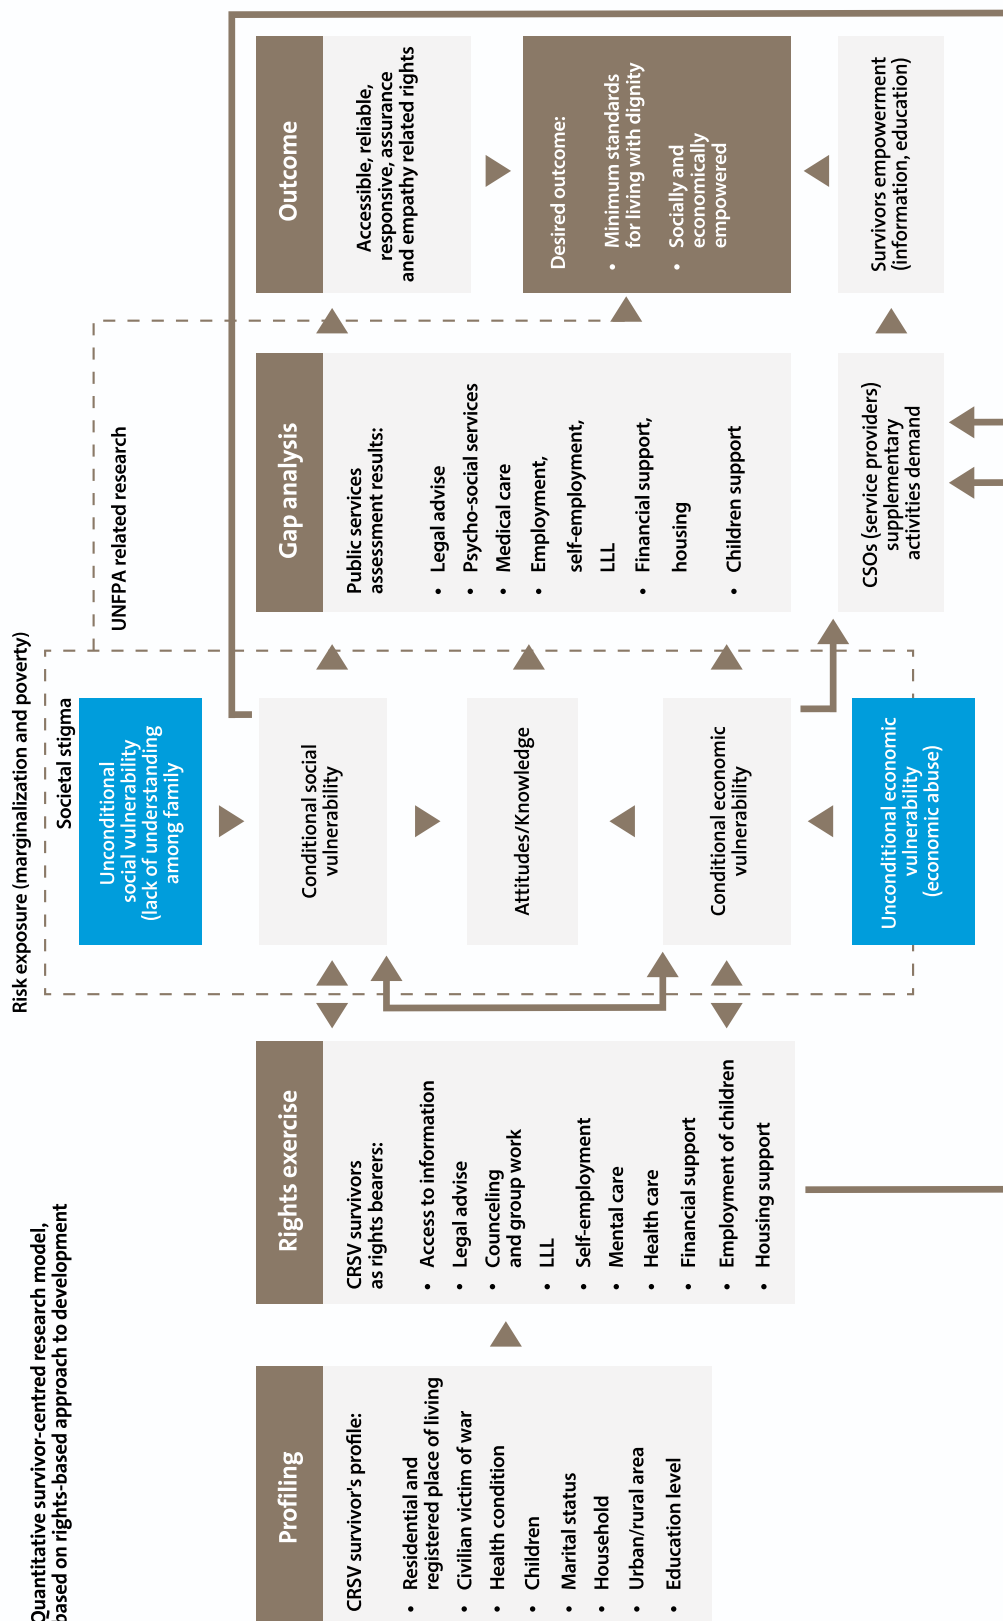 Quantitative survivor-centred research model,
based on rights-based approach to development
Profiling
CRSV survivor's profile:
• Residential and
registered place of living
• Civilian victim of war
• Health condition
• Children
• Marital status
• Household
• Urban/rural area
• Education level
Rights exercise
CRSV survivors
as rights bearers:
• Access to information
• Legal advise
• Counceling
and group work
• LLL
• Self-employment
• Mental care
• Health care
• Financial support
• Employment of children
• Housing support
Risk exposure (marginalization and poverty)
Societal stigma
Unconditional
social vulnerability
(lack of understanding
among family
Conditional social
vulnerability
Attitudes/Knowledge
Conditional economic
vulnerability
Unconditional economic
vulnerability
(economic abuse)
UNFPA related research
Gap analysis
Public services
assessment results:
• Legal advise
• Psycho-social services
• Medical care
• Employment,
self-employment,
LLL
• Financial support,
housing
• Children support
CSOs (service providers)
supplementary
activities demand
Outcome
Accessible, reliable,
responsive, assurance
and empathy related rights
Desired outcome:
• Minimum standards
for living with dignity
• Socially and
economically
empowered
Survivors empowerment
(information, education)